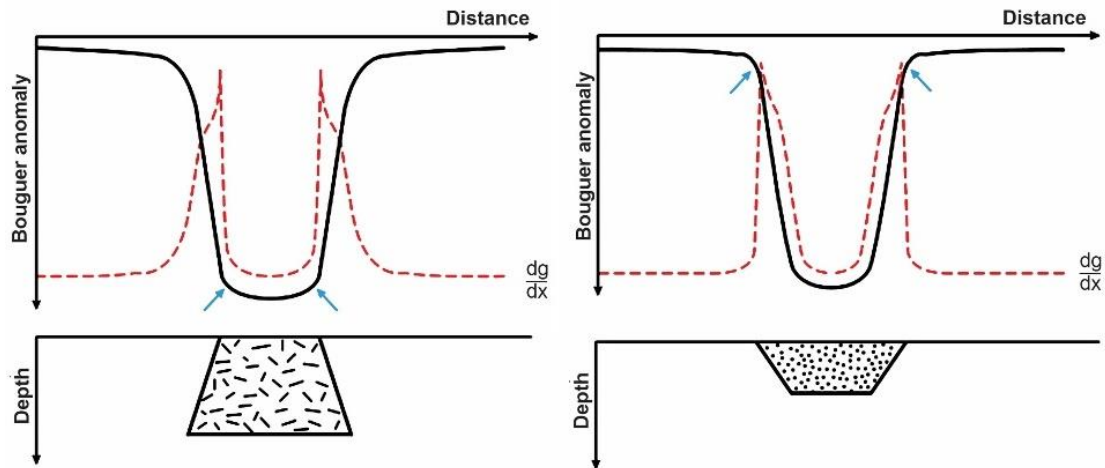 Distance
Bouguer anomaly
dg
dx
Depth
Distance
Bouguer anomaly
dg
dx
Depth